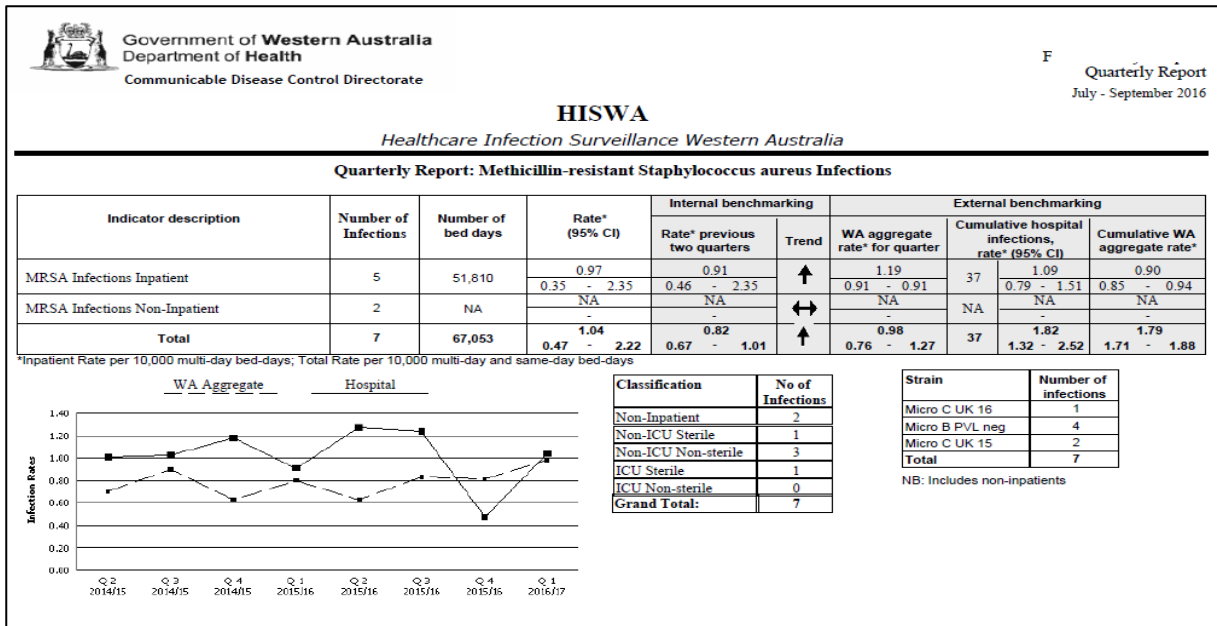 Government of Western Australia
Department of Health
Communicable Disease Control Directorate
F
Quarterly Report
July - September 2016
HISWA
Healthcare Infection Surveillance Western Australia
Quarterly Report: Methicillin-resistant Staphylococcus aureus Infections
Indicator description Number of Infections Number of bed days Rate* (95% CI) Internal benchmarking External benchmarking
Rate* previous two quarters Trend WA aggregate rate* for quarter Cumulative hospital infections, rate* (95% CI) Cumulative WA aggregate rate*
MRSA Infections Inpatient 5 51,810 0.97 0.91 1.19 37 1.09 0.90
0.35 - 2.35 0.46 - 2.35 0.91 - 0.91 0.79 - 1.51 0.85 - 0.94
MRSA Infections Non-Inpatient 2 NA NA NA NA NA NA NA
- - - - -
Total 7 67,053 1.04 0.82 0.98 37 1.82 1.79
0.47 - 2.22 0.67 - 1.01 0.76 - 1.27 1.32 - 2.52 1.71 - 1.88
*Inpatient Rate per 10,000 multi-day bed-days; Total Rate per 10,000 multi-day and same-day bed-days
WA Aggregate Hospital
Infection Rates
1.40
1.20
1.00
0.80
0.60
0.40
0.20
0.00
Q 2 Q 3 Q 4 Q 1 Q 2 Q 3 Q 4 Q 1
2014/15 2014/15 2014/15 2015/16 2015/16 2015/16 2015/16 2016/17
Classification No of Infections
Non-Inpatient 2
Non-ICU Sterile 1
Non-ICU Non-sterile 3
ICU Sterile 1
ICU Non-sterile 0
Grand Total: 7
Strain Number of infections
Micro C UK 16 1
Micro B PVL neg 4
Micro C UK 15 2
Total 7
NB: Includes non-inpatients